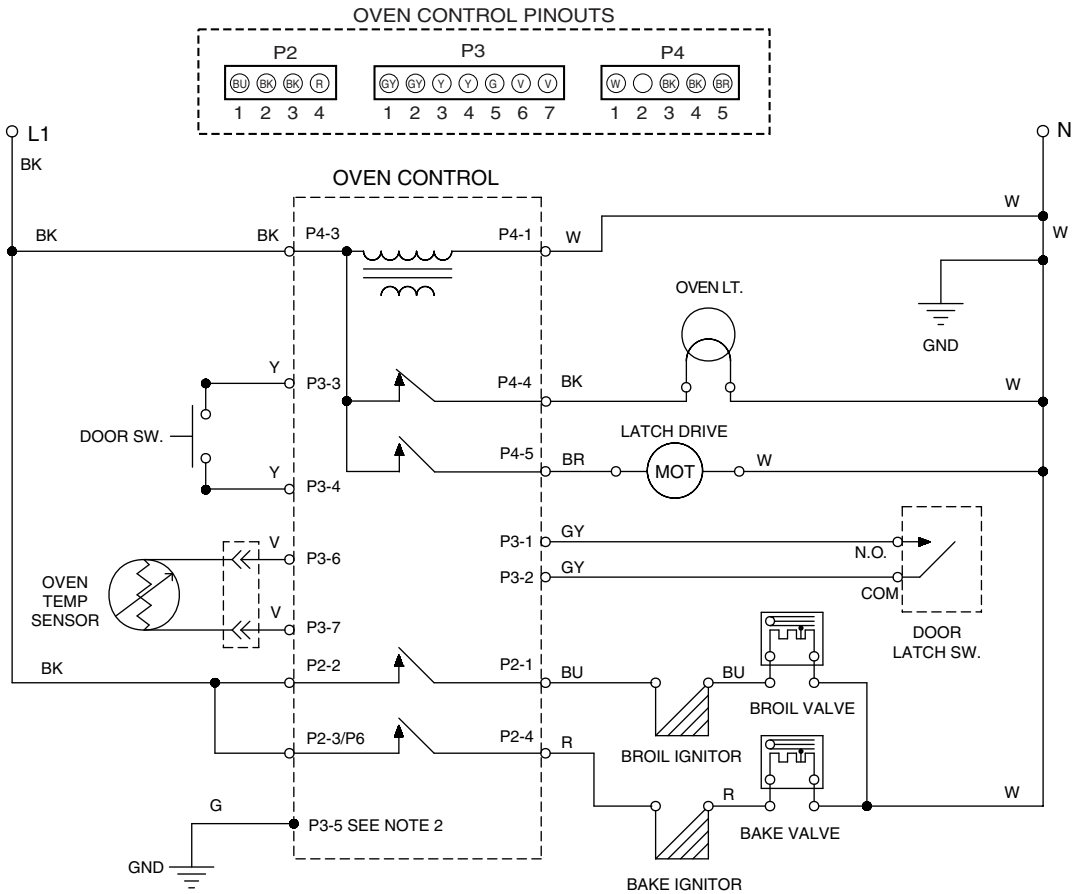 OVEN CONTROL PINOUTS
P2 P3 P4
BU BK BK R GY GY Y Y G V V W BK BK BR
1 2 3 4 1 2 3 4 5 6 7 1 2 3 4 5
L1 N
BK
OVEN CONTROL
W
BK BK P4-3 P4-1 W W
OVEN LT.
GND
Y P3-3 P4-4 BK W
DOOR SW.
LATCH DRIVE
P4-5 BR MOT W
Y P3-4
P3-1 GY N.O.
V P3-6
P3-2 GY COM
OVEN
TEMP
SENSOR
V P3-7
DOOR
LATCH SW.
BK P2-2 P2-1 BU BU
BROIL VALVE
P2-3/P6 P2-4 R
BROIL IGNITOR
R W
G
P3-5 SEE NOTE 2
BAKE VALVE
GND
BAKE IGNITOR